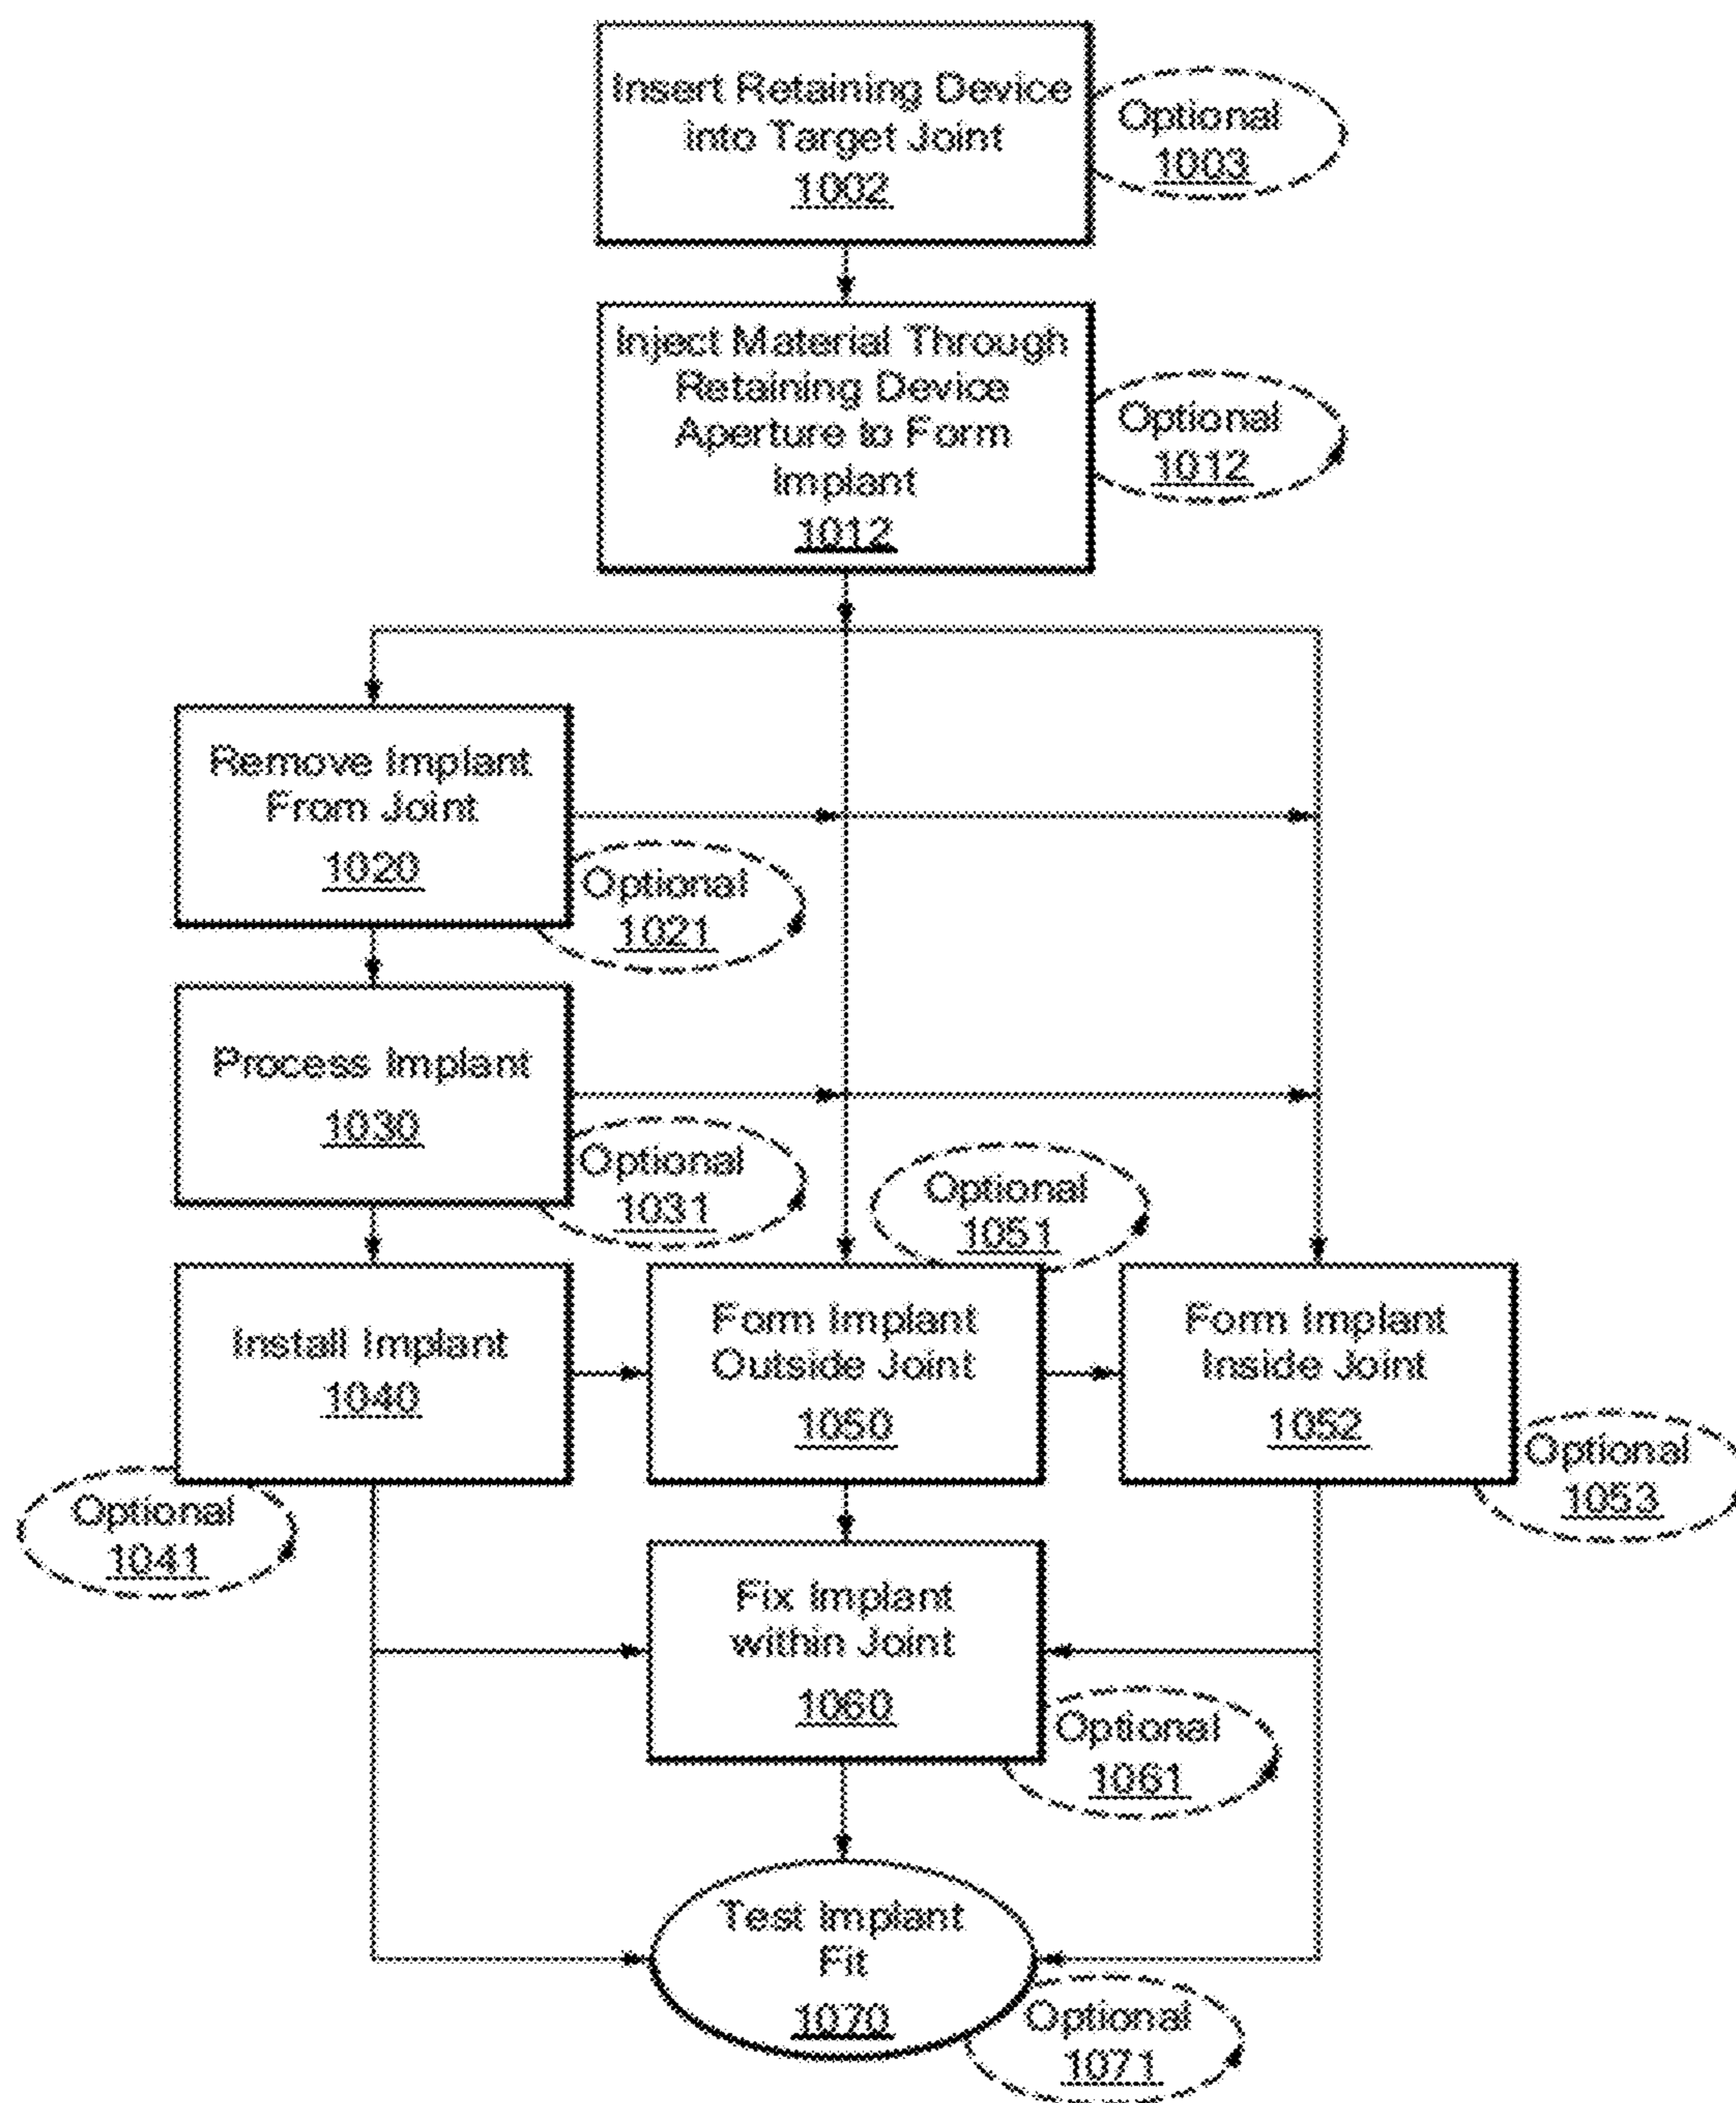 Insert Retaining Device
into Target Joint
1002
Optional
1003
Inject Material Through
Retaining Device
Aperture to Form
Implant
1012
Optional
1012
Remove Implant
From Joint
1020
Optional
1021
Process Implant
1030
Optional
1031
Optional
1051
Install Implant
1040
Form Implant
Outside Joint
1050
Form Implant
Inside Joint
1052
Optional
1041
Optional
1053
Fix Implant
within Joint
1060
Optional
1061
Test Implant
Fit
1070
Optional
1071